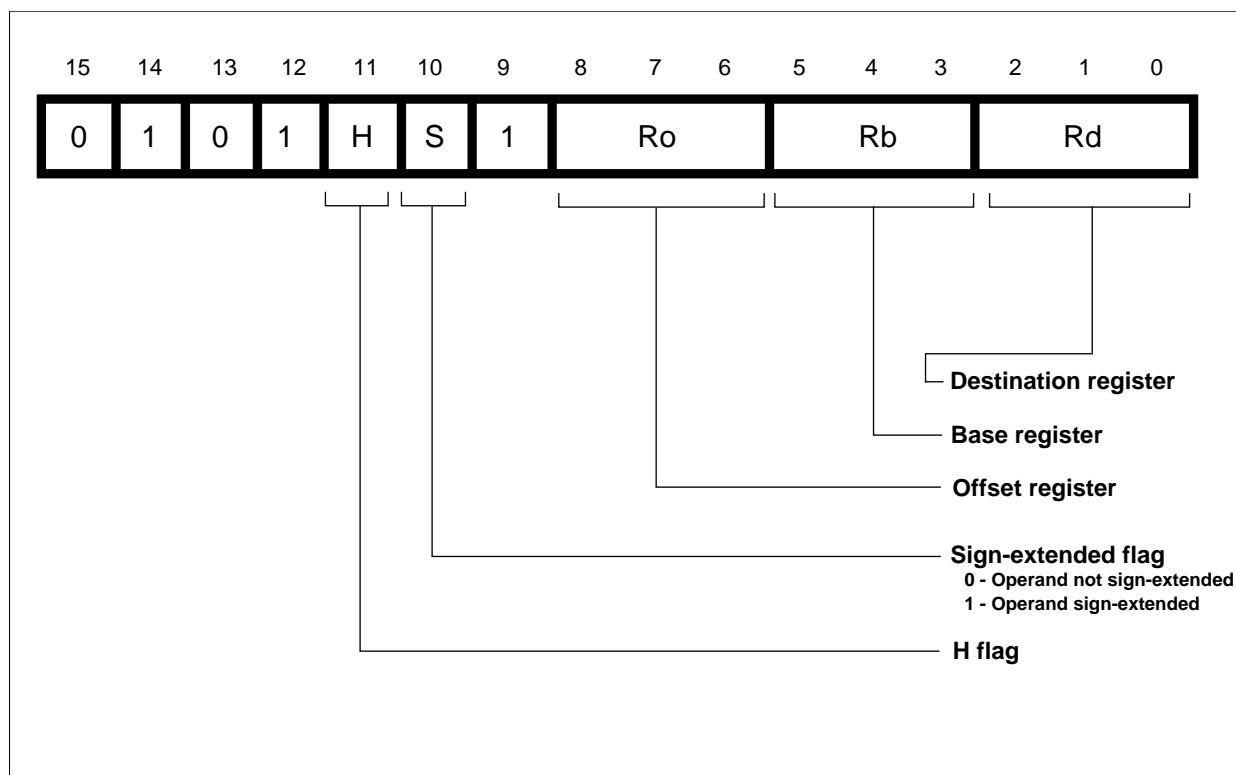 15 14 13 12 11 10 9 8 7 6 5 4 3 2 1 0
0 1 0 1 H S 1 Ro Rb Rd
Destination register
Base register
Offset register
Sign-extended flag
0 - Operand not sign-extended
1 - Operand sign-extended
H flag